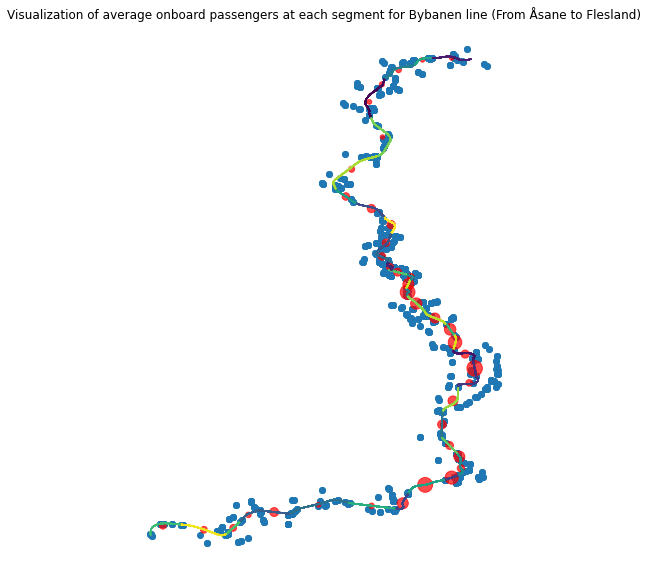 Visualization of average onboard passengers at each segment for Bybanen line (From Åsane to Flesland)